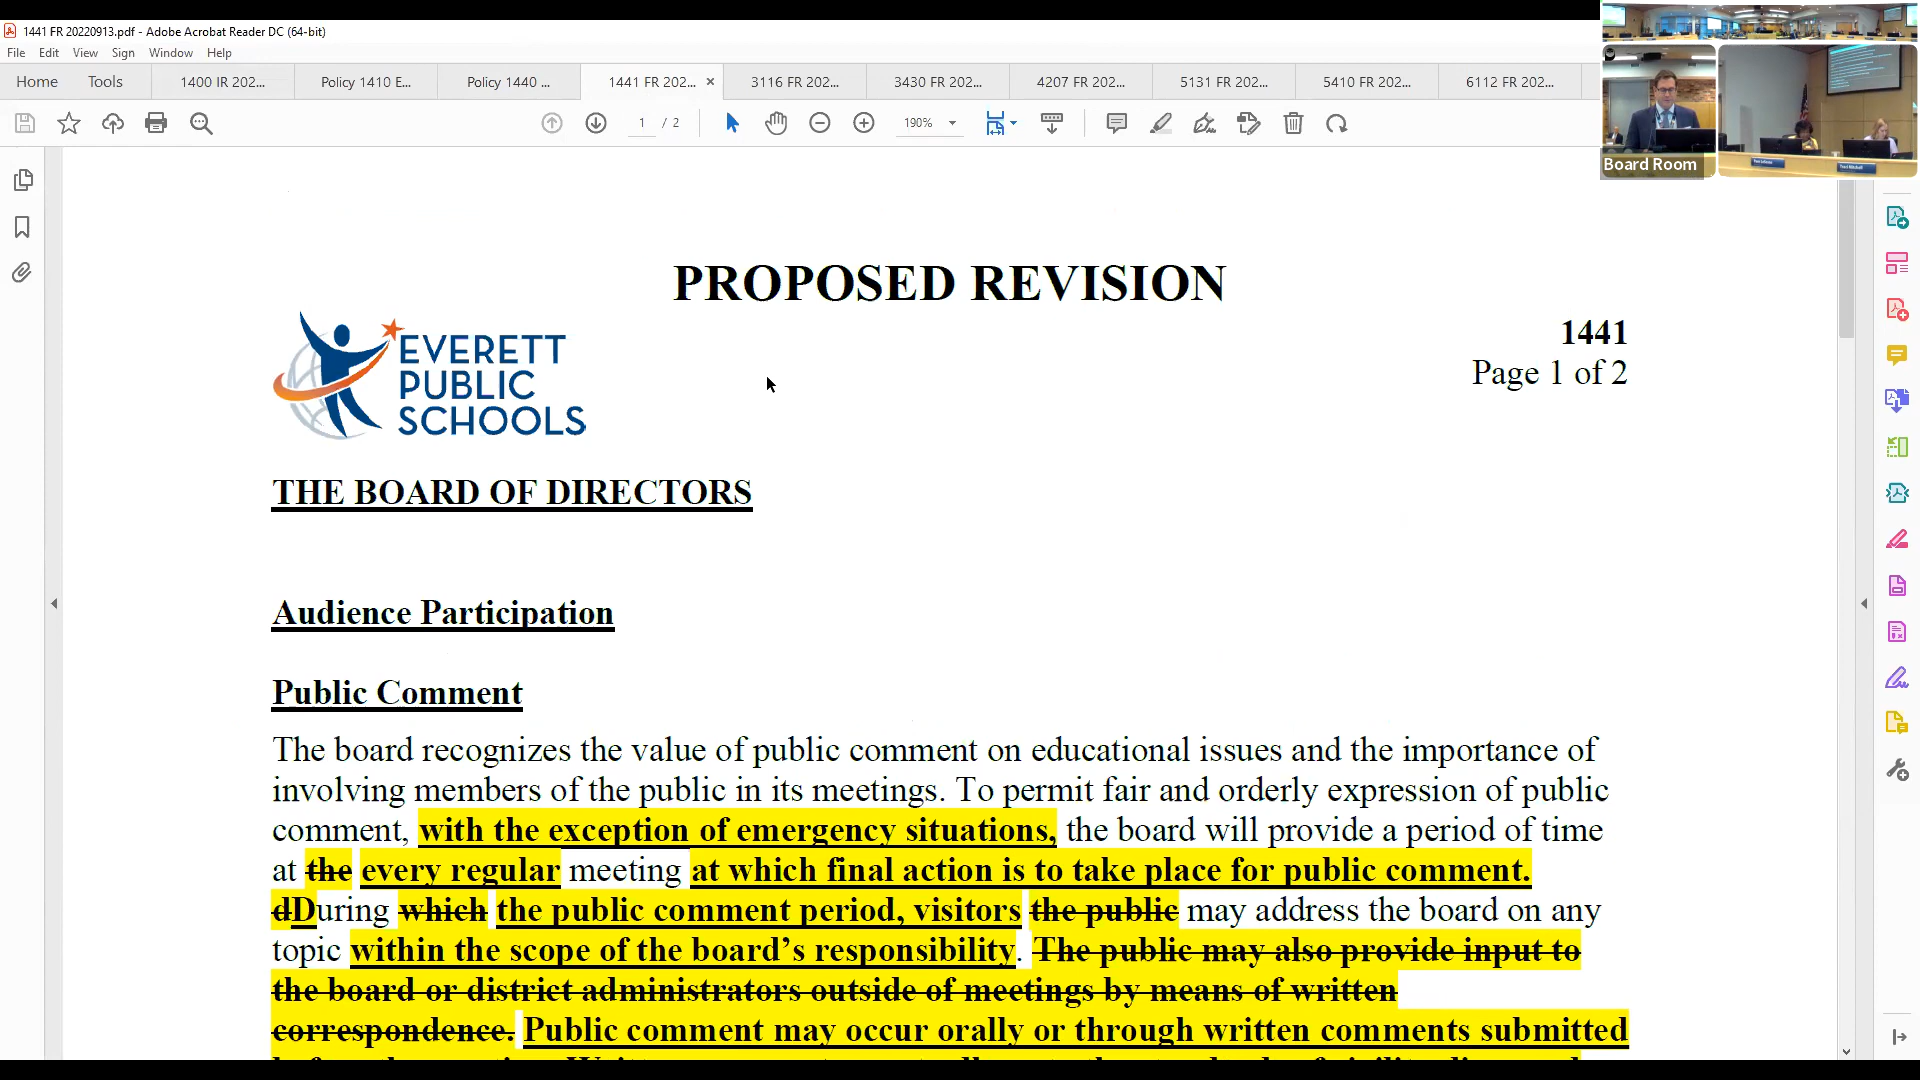 1441 FR 20220913.pdf - Adobe Acrobat Reader DC (64-bit)
File Edit View Sign Window Help
Home Tools 1400 IR 202... Policy 1410 E... Policy 1440 ... 1441 FR 202... × 3116 FR 202... 3430 FR 202... 4207 FR 202... 5131 FR 202... 5410 FR 202... 6112 FR 202...
1 / 2 190%
Board Room
PROPOSED REVISION
1441
Page 1 of 2
EVERETT
PUBLIC
SCHOOLS
THE BOARD OF DIRECTORS
Audience Participation
Public Comment
The board recognizes the value of public comment on educational issues and the importance of
involving members of the public in its meetings. To permit fair and orderly expression of public
comment, with the exception of emergency situations, the board will provide a period of time
at the every regular meeting at which final action is to take place for public comment.
dDuring which the public comment period, visitors the public may address the board on any
topic within the scope of the board's responsibility. The public may also provide input to
the board or district administrators outside of meetings by means of written
correspondence. Public comment may occur orally or through written comments submitted